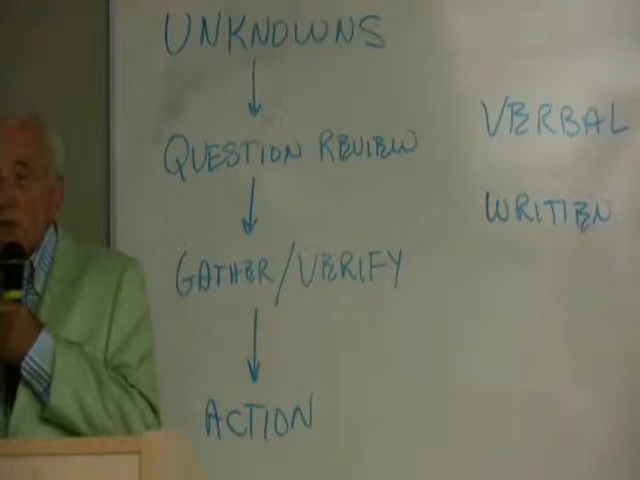 UNKNOWNS
QUESTION REVIEW
GATHER/VERIFY
ACTION
VERBAL
WRITTEN